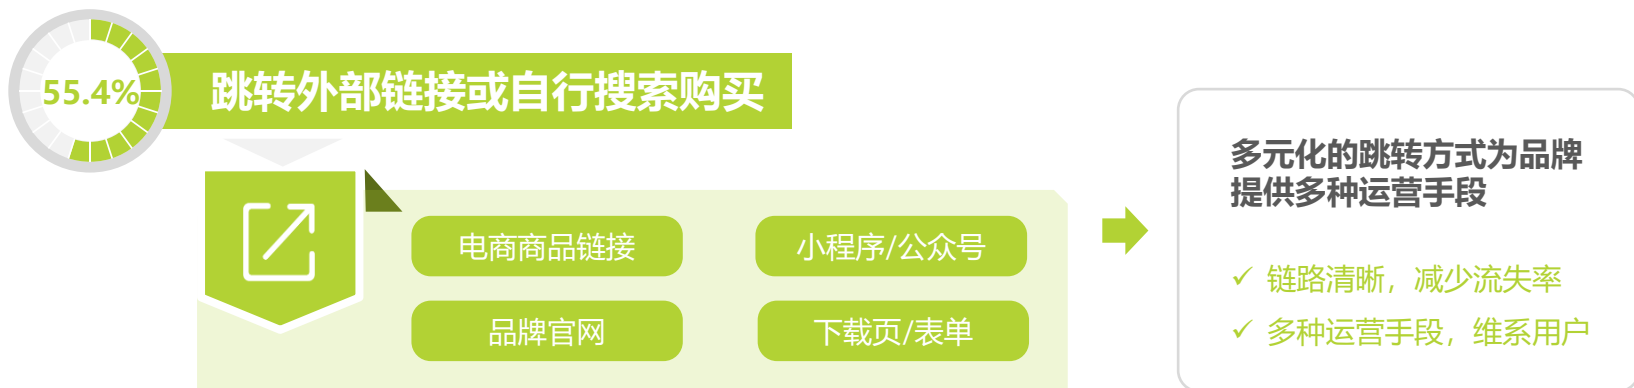 55.4%
跳转外部链接或自行搜索购买
电商商品链接
小程序/公众号
品牌官网
下载页/表单
多元化的跳转方式为品牌
提供多种运营手段
✓ 链路清晰，减少流失率
✓ 多种运营手段，维系用户